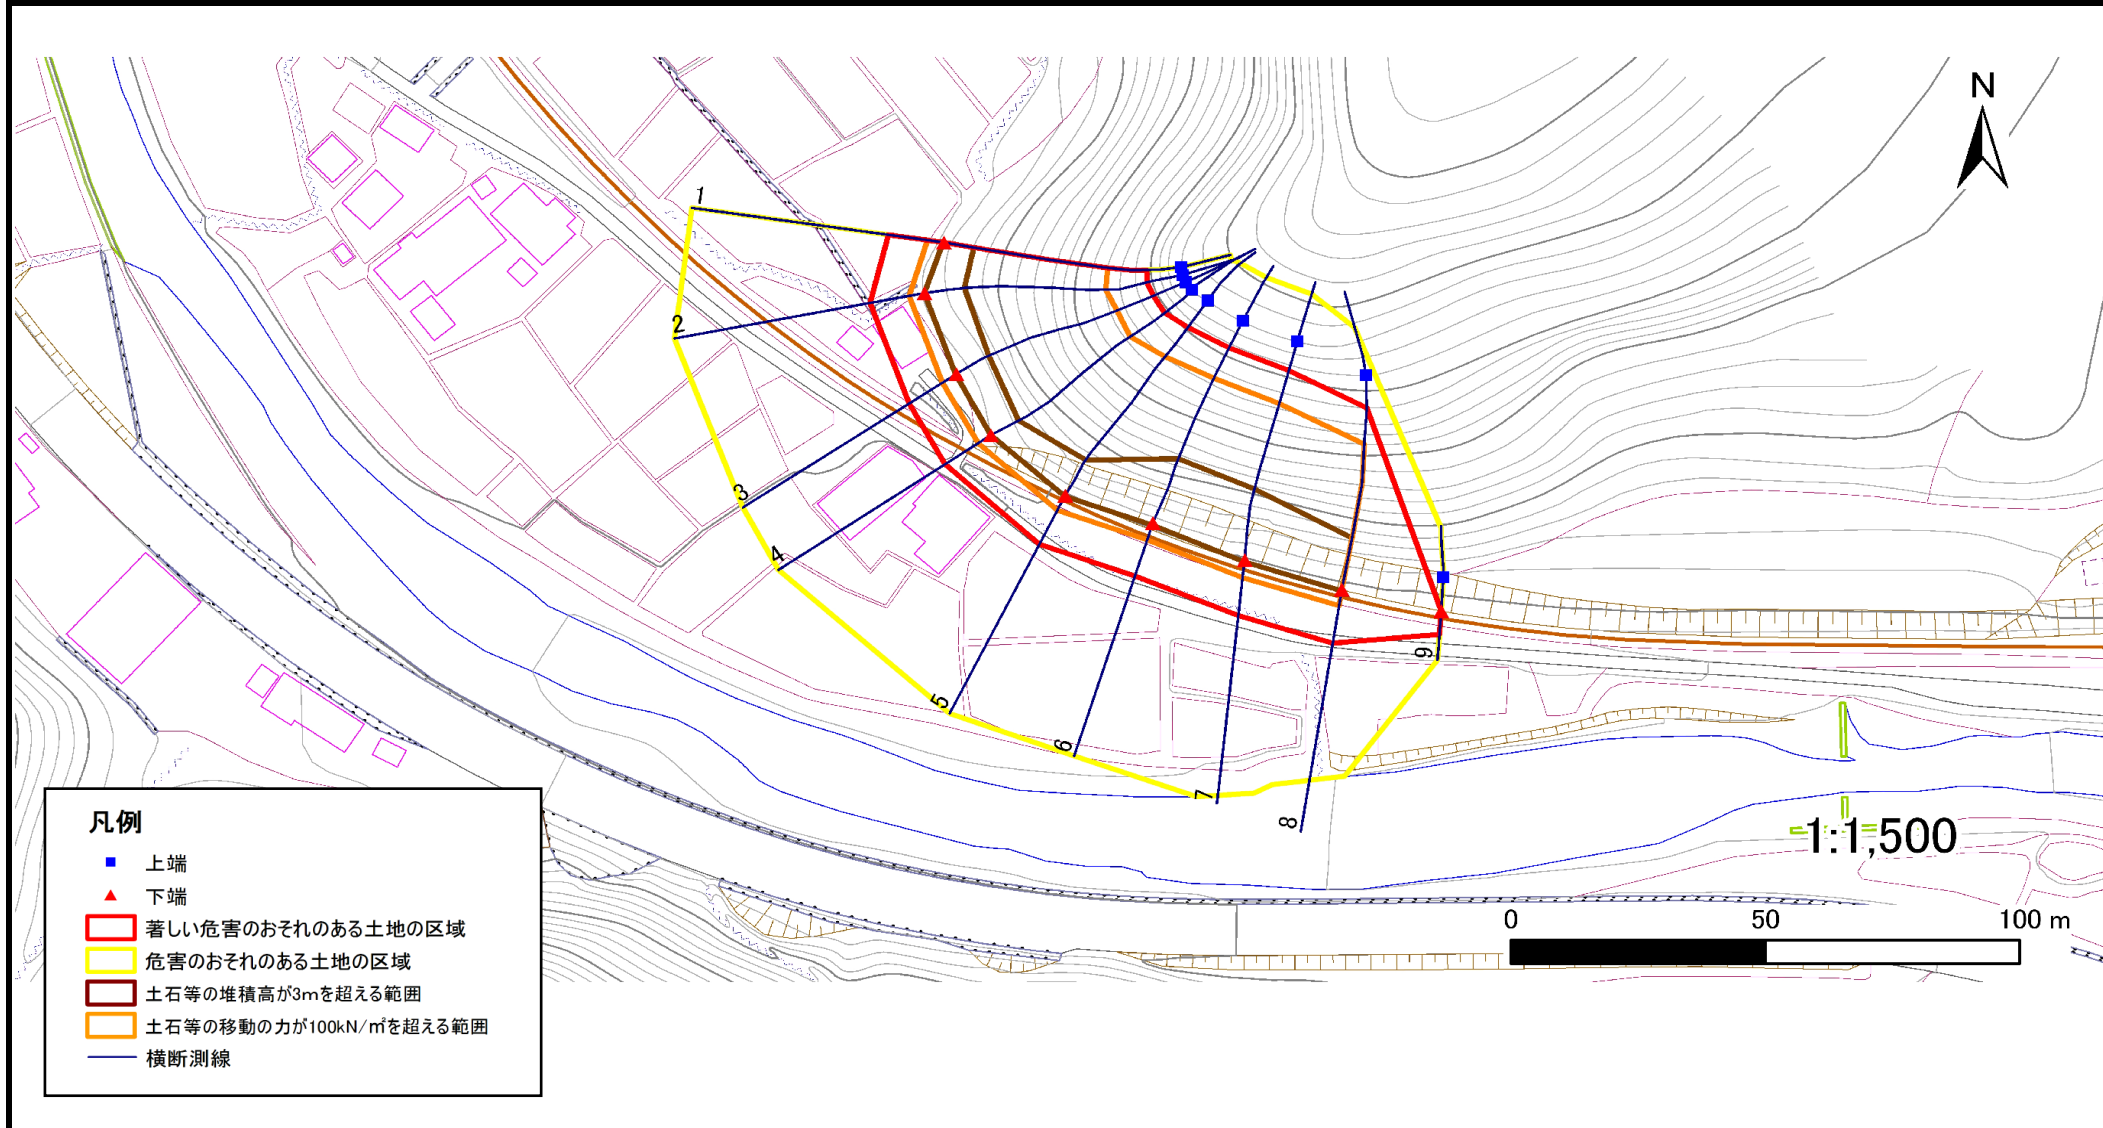 N
1
2
3
4
5
6
7
8
9
1:1,500
0 50 100 m
凡例
上端
下端
著しい危害のおそれのある土地の区域
危害のおそれのある土地の区域
土石等の堆積高が3mを超える範囲
土石等の移動の力が100kN/㎡を超える範囲
横断測線